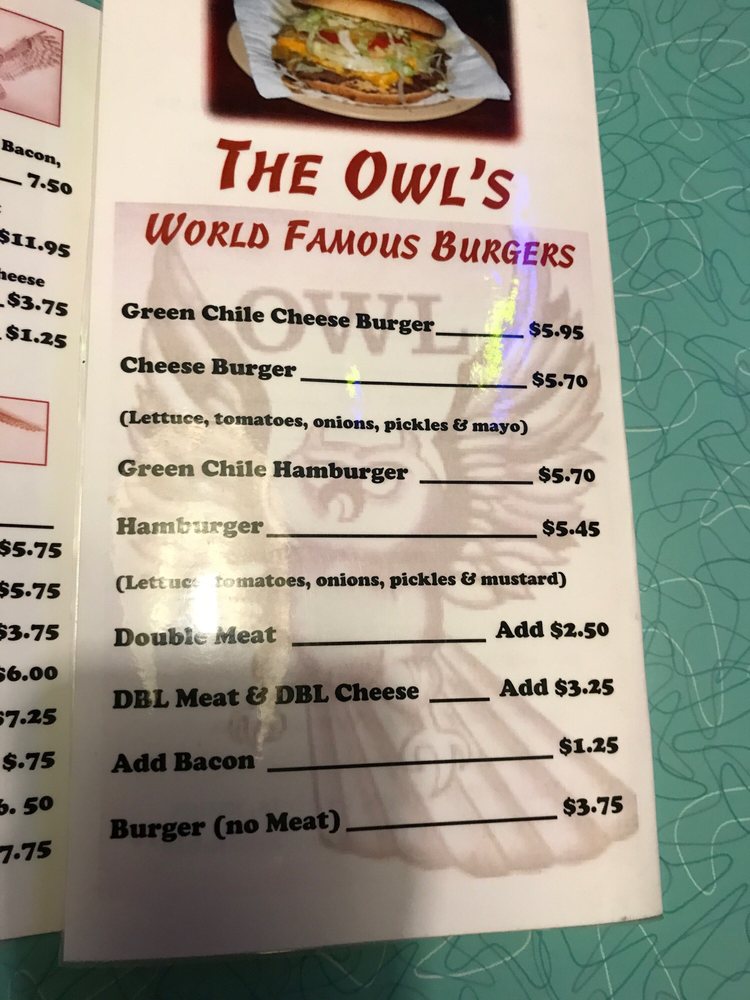 Bacon,
7.50
$11.95
heese
$3.75
$1.25
$5.75
$5.75
$3.75
$6.00
$7.25
$.75
6. 50
7.75
THE OWL'S
WORLD FAMOUS BURGERS
OWL
Green Chile Cheese Burger $5.95
Cheese Burger $5.70
(Lettuce, tomatoes, onions, pickles & mayo)
Green Chile Hamburger $5.70
Hamburger $5.45
(Lettuce, tomatoes, onions, pickles & mustard)
Double Meat Add $2.50
DBL Meat & DBL Cheese Add $3.25
Add Bacon $1.25
Burger (no Meat) $3.75